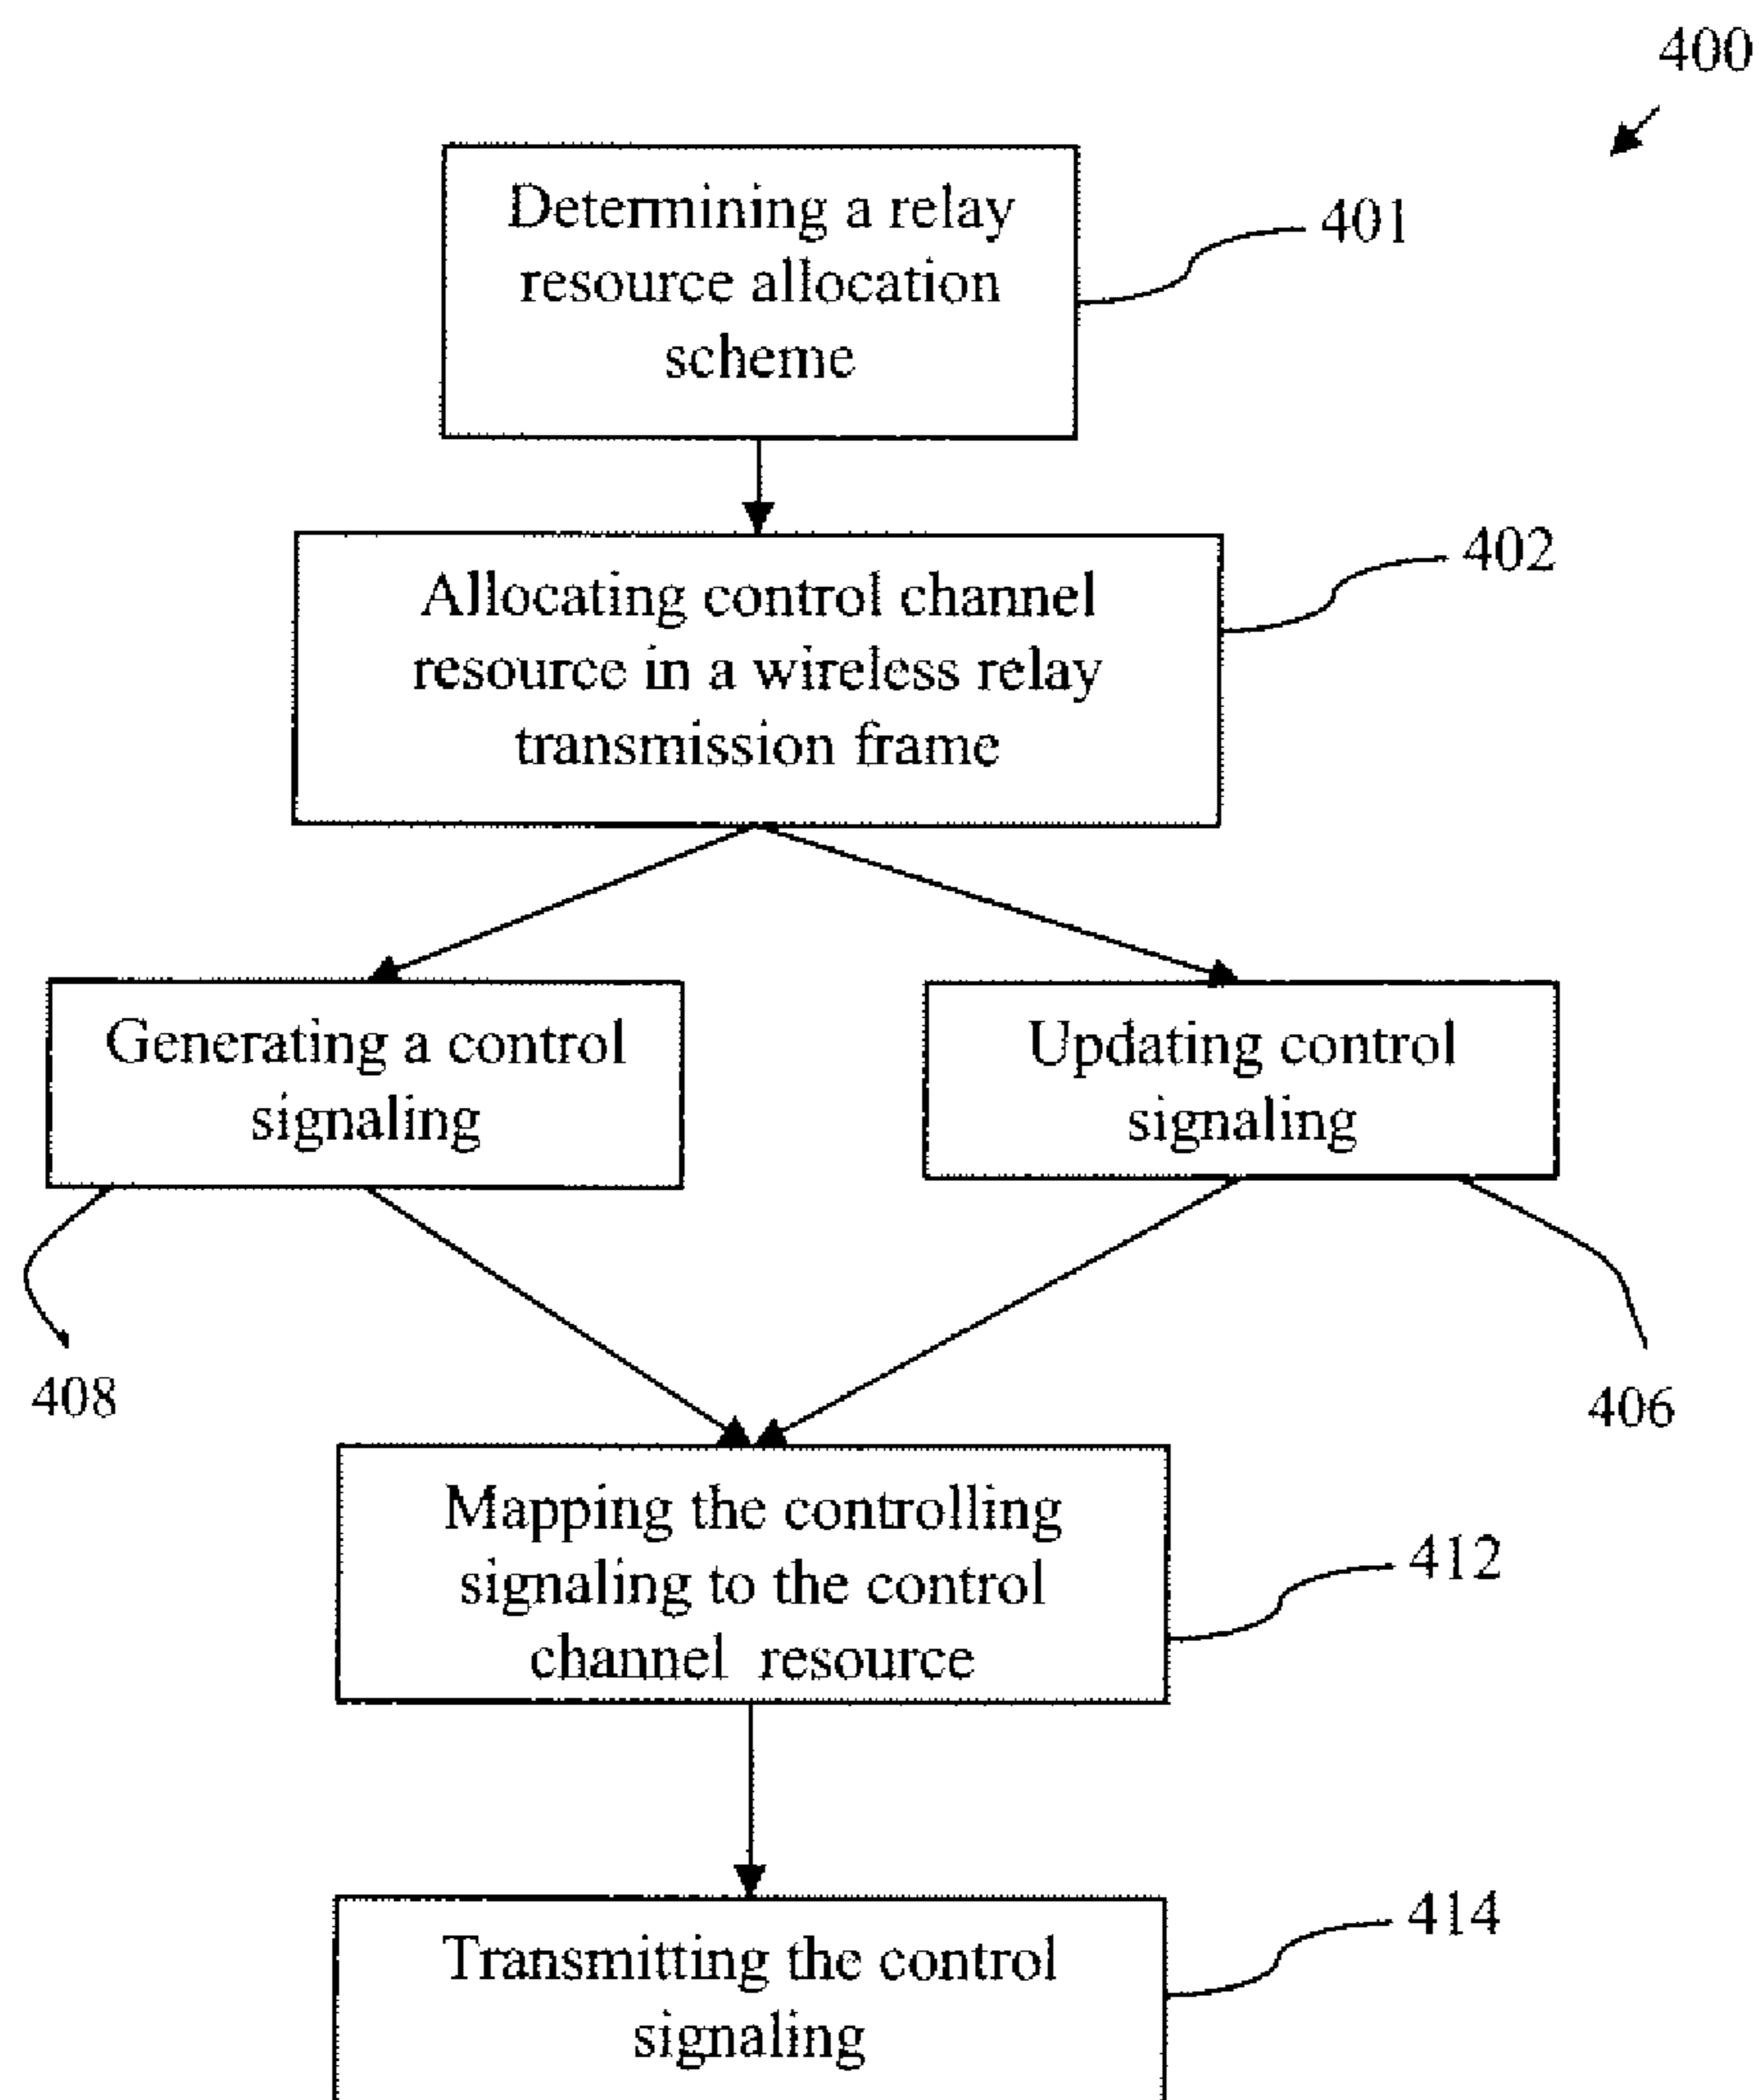 400
Determining a relay
resource allocation
scheme
401
Allocating control channel
resource in a wireless relay
transmission frame
402
Generating a control
signaling
Updating control
signaling
408
406
Mapping the controlling
signaling to the control
channel resource
412
Transmitting the control
signaling
414